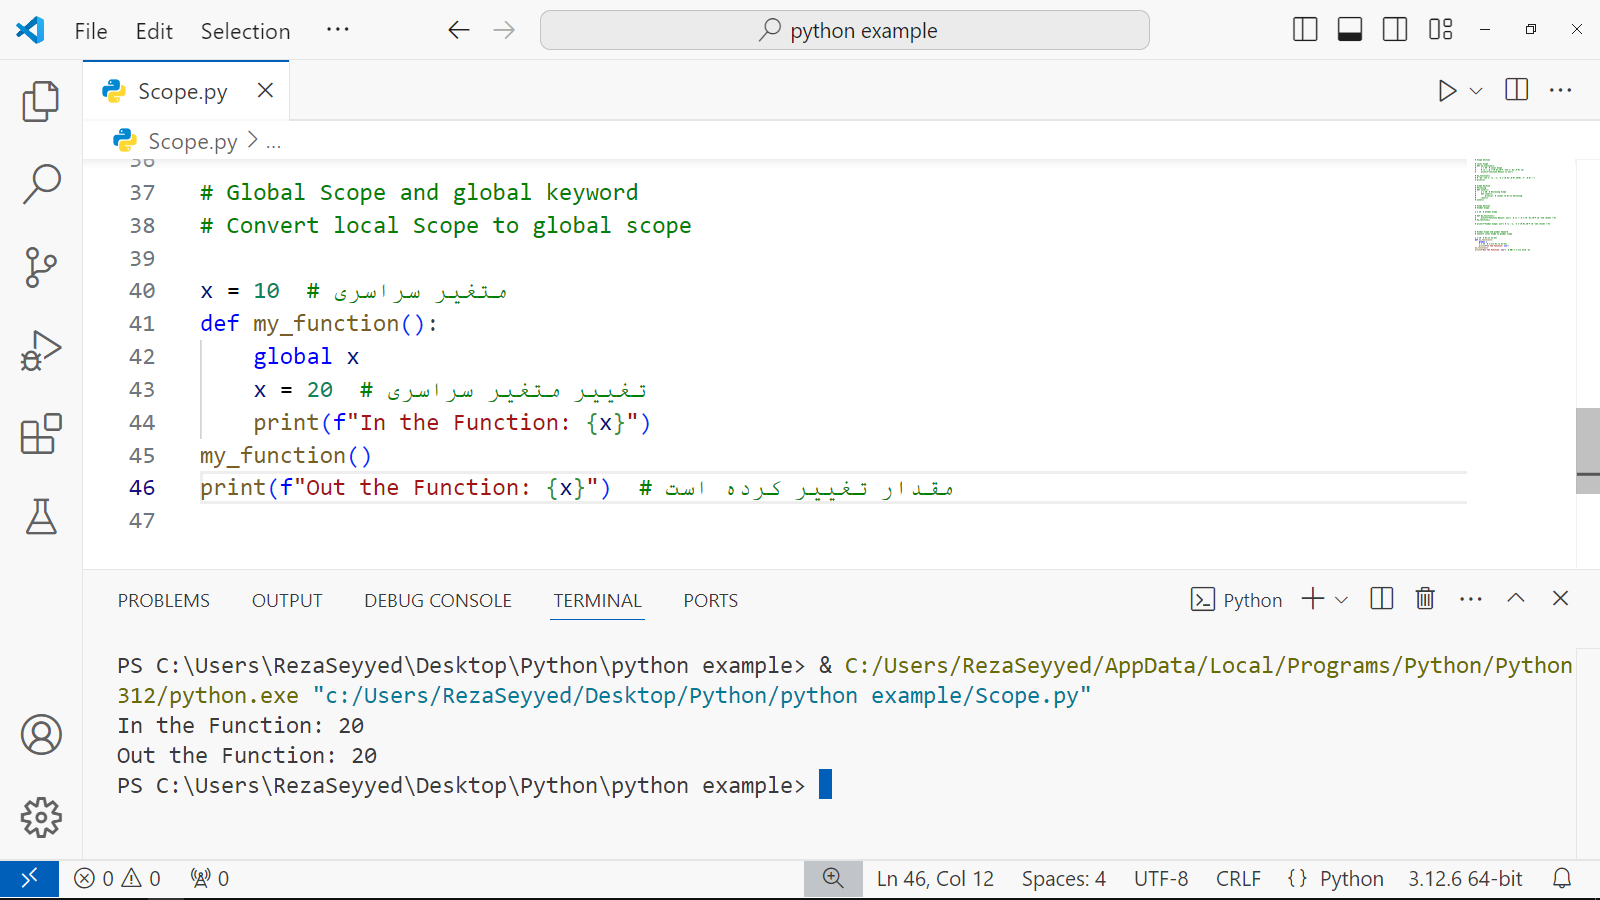 File Edit Selection ...
python example
Scope.py
Scope.py > ...
36
37 # Global Scope and global keyword
38 # Convert local Scope to global scope
39
40 x = 10 # متغیر سراسری
41 def my_function():
42 global x
43 x = 20 # تغییر متغیر سراسری
44 print(f"In the Function: {x}")
45 my_function()
46 print(f"Out the Function: {x}") # مقدار تغییر کرده است
47
PROBLEMS OUTPUT DEBUG CONSOLE TERMINAL PORTS Python
PS C:\Users\RezaSeyyed\Desktop\Python\python example> & C:/Users/RezaSeyyed/AppData/Local/Programs/Python/Python
312/python.exe "c:/Users/RezaSeyyed/Desktop/Python/python example/Scope.py"
In the Function: 20
Out the Function: 20
PS C:\Users\RezaSeyyed\Desktop\Python\python example>
0 0 0 Ln 46, Col 12 Spaces: 4 UTF-8 CRLF {} Python 3.12.6 64-bit